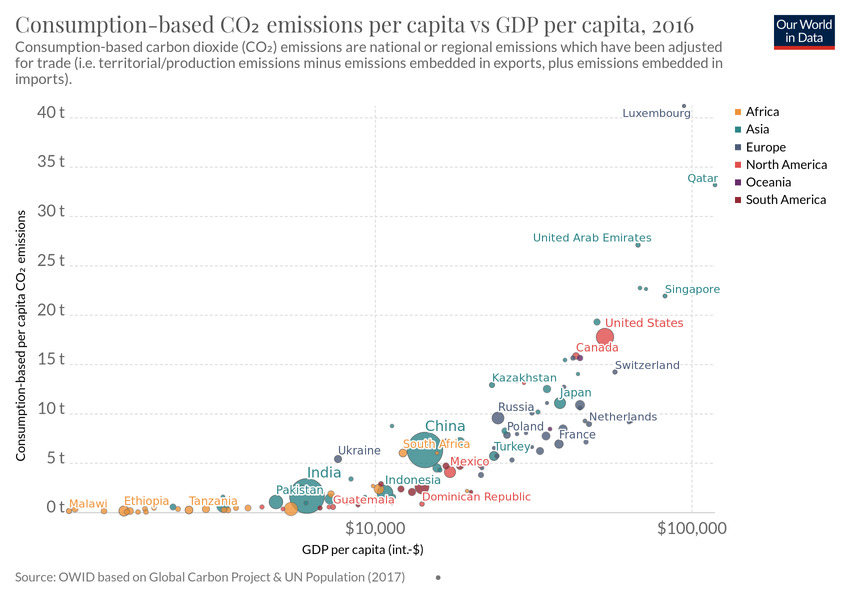 Consumption-based CO₂ emissions per capita vs GDP per capita, 2016
Our World
in Data
Consumption-based carbon dioxide (CO₂) emissions are national or regional emissions which have been adjusted
for trade (i.e. territorial/production emissions minus emissions embedded in exports, plus emissions embedded in
imports).
40 t
35 t
30 t
25 t
20 t
15 t
10 t
5 t
0 t
Consumption-based per capita CO₂ emissions
Luxembourg
Qatar
United Arab Emirates
Singapore
United States
Canada
Switzerland
Kazakhstan
Japan
Russia
Netherlands
China
Poland
France
South Africa
Turkey
Ukraine
Mexico
India
Indonesia
Pakistan
Guatemala
Dominican Republic
Malawi
Ethiopia
Tanzania
$10,000
$100,000
GDP per capita (int.-$)
Africa
Asia
Europe
North America
Oceania
South America
Source: OWID based on Global Carbon Project & UN Population (2017)